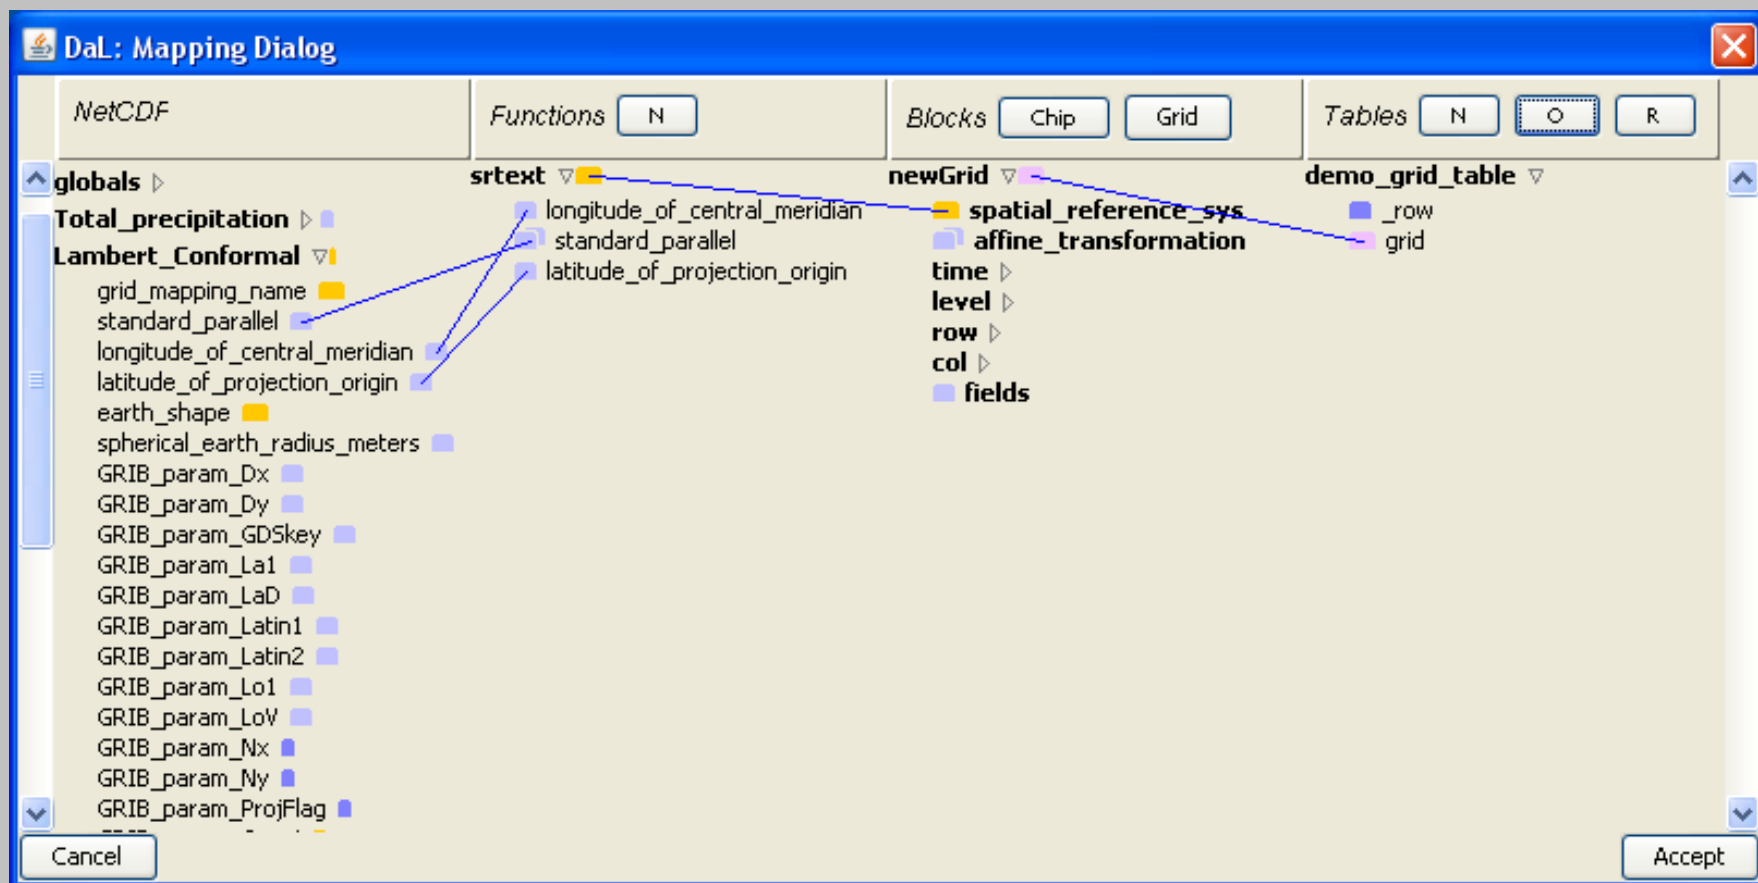 DaL: Mapping Dialog
NetCDF
Functions N
Blocks Chip Grid
Tables N O R
globals
Total_precipitation
Lambert_Conformal
grid_mapping_name
standard_parallel
longitude_of_central_meridian
latitude_of_projection_origin
earth_shape
spherical_earth_radius_meters
GRIB_param_Dx
GRIB_param_Dy
GRIB_param_GDSkey
GRIB_param_La1
GRIB_param_LaD
GRIB_param_Latin1
GRIB_param_Latin2
GRIB_param_Lo1
GRIB_param_LoV
GRIB_param_Nx
GRIB_param_Ny
GRIB_param_ProjFlag
srtext
longitude_of_central_meridian
standard_parallel
latitude_of_projection_origin
newGrid
spatial_reference_sys
affine_transformation
time
level
row
col
fields
demo_grid_table
_row
grid
Cancel
Accept